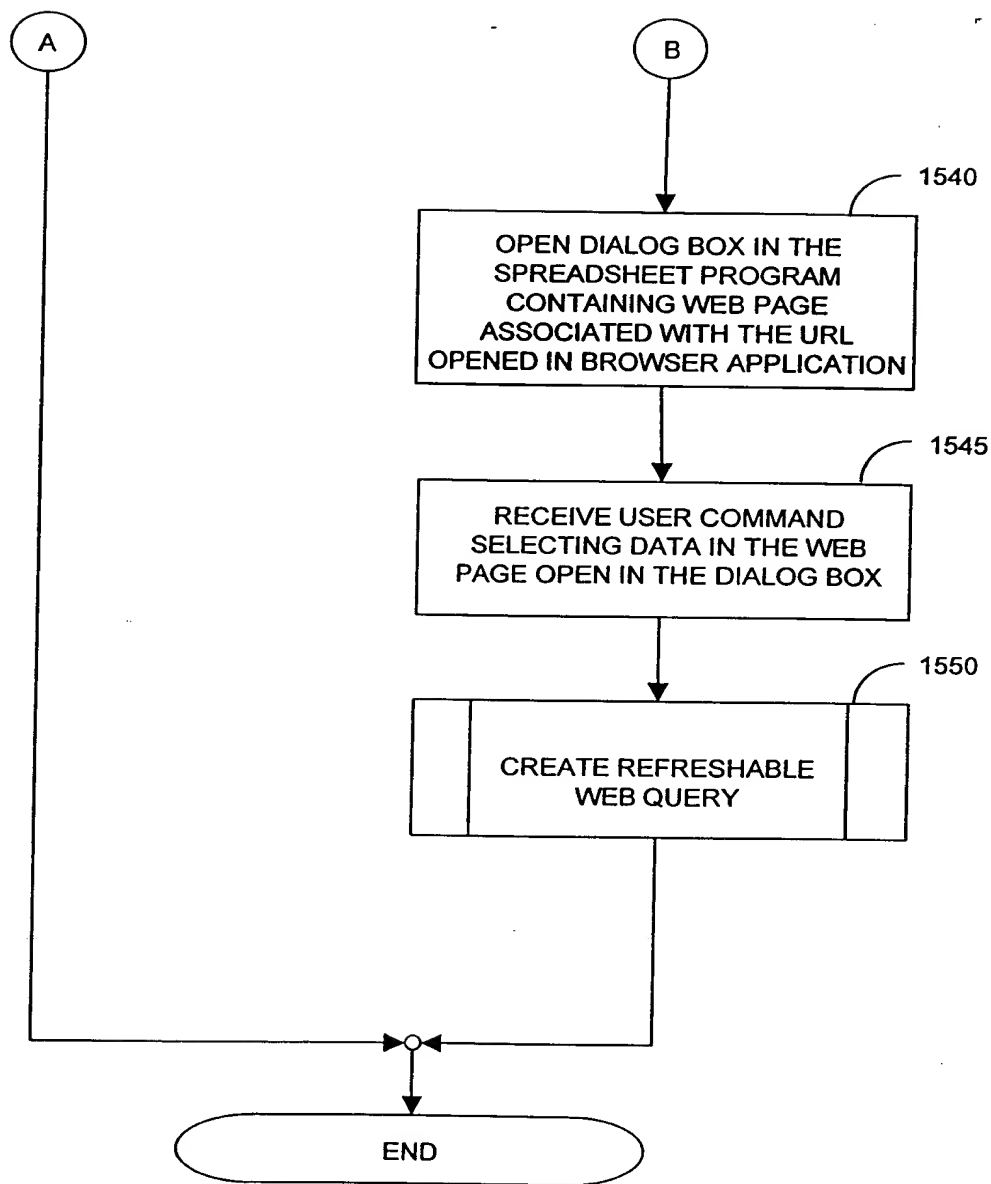 A
B
1540
OPEN DIALOG BOX IN THE
SPREADSHEET PROGRAM
CONTAINING WEB PAGE
ASSOCIATED WITH THE URL
OPENED IN BROWSER APPLICATION
1545
RECEIVE USER COMMAND
SELECTING DATA IN THE WEB
PAGE OPEN IN THE DIALOG BOX
1550
CREATE REFRESHABLE
WEB QUERY
END